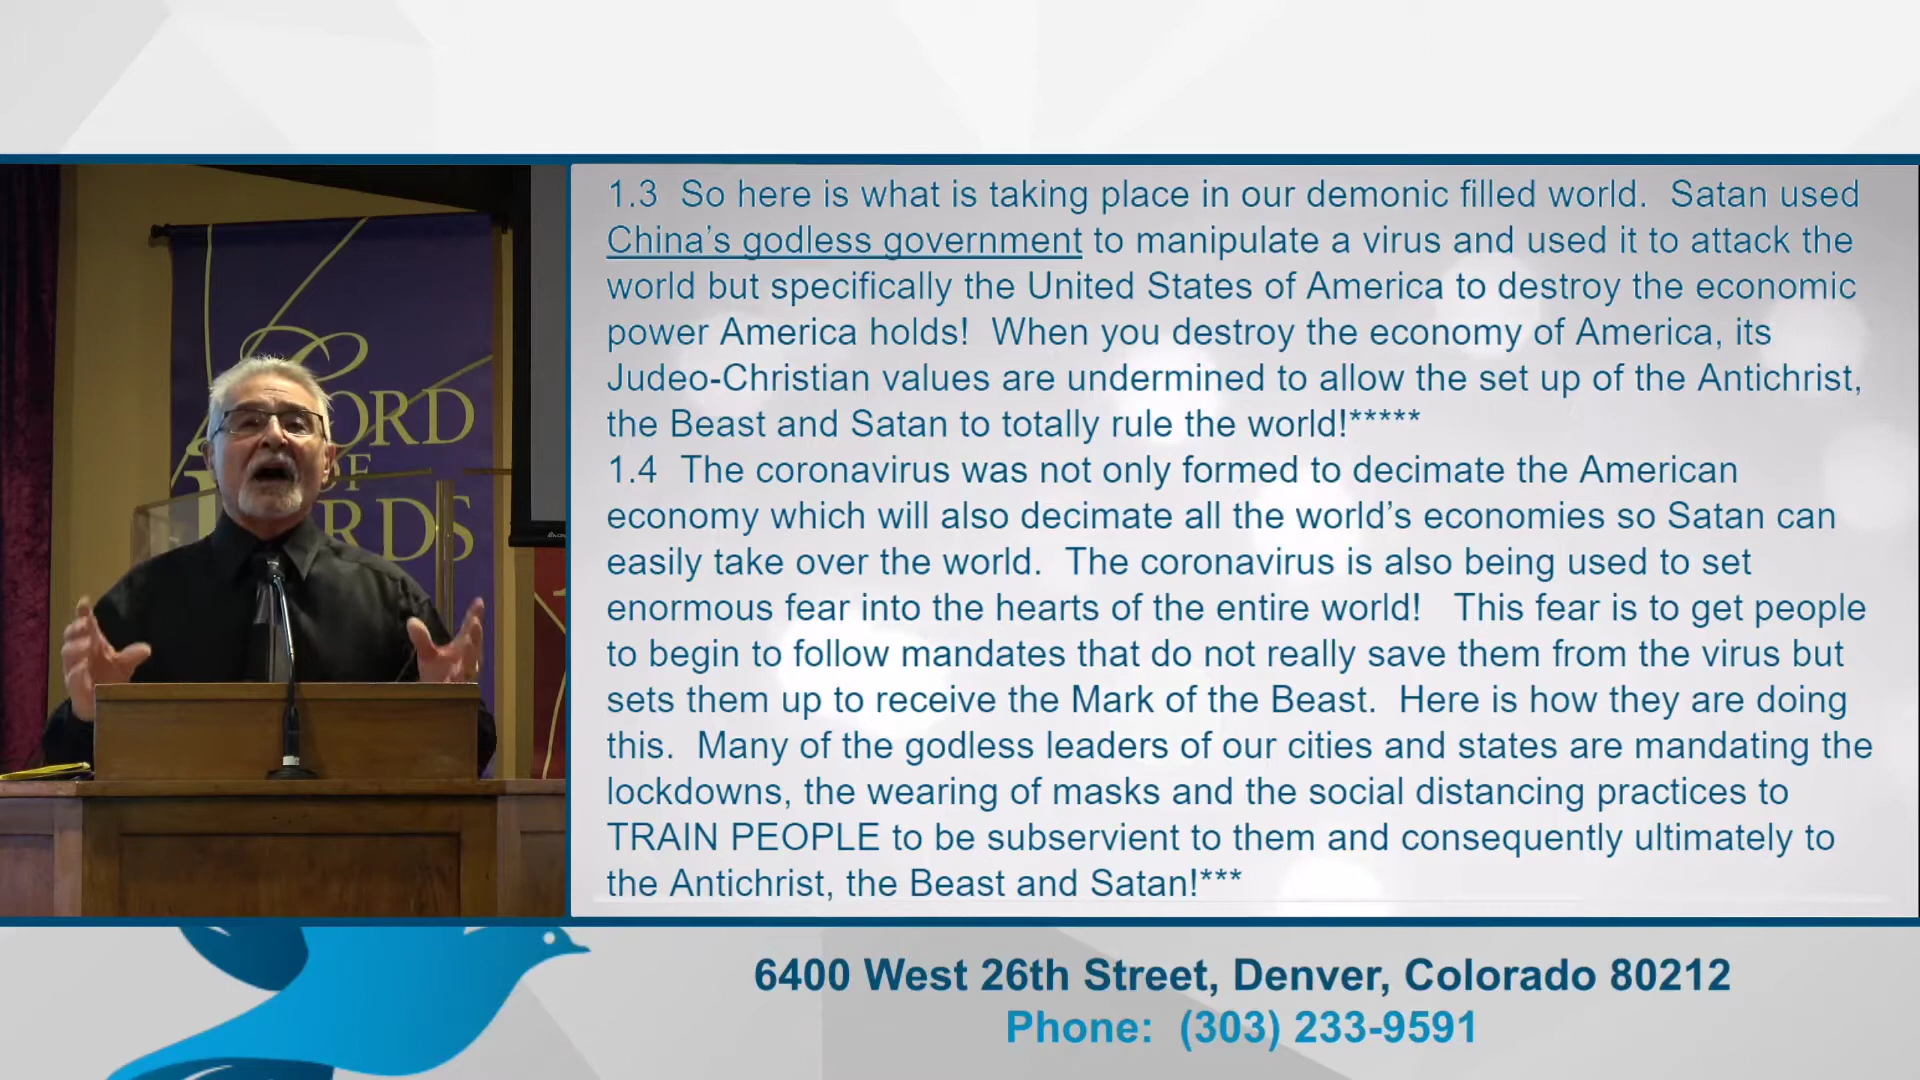 LORD
OF
LORDS
1.3 So here is what is taking place in our demonic filled world. Satan used
China's godless government to manipulate a virus and used it to attack the
world but specifically the United States of America to destroy the economic
power America holds! When you destroy the economy of America, its
Judeo-Christian values are undermined to allow the set up of the Antichrist,
the Beast and Satan to totally rule the world!*****
1.4 The coronavirus was not only formed to decimate the American
economy which will also decimate all the world's economies so Satan can
easily take over the world. The coronavirus is also being used to set
enormous fear into the hearts of the entire world! This fear is to get people
to begin to follow mandates that do not really save them from the virus but
sets them up to receive the Mark of the Beast. Here is how they are doing
this. Many of the godless leaders of our cities and states are mandating the
lockdowns, the wearing of masks and the social distancing practices to
TRAIN PEOPLE to be subservient to them and consequently ultimately to
the Antichrist, the Beast and Satan!***
6400 West 26th Street, Denver, Colorado 80212
Phone: (303) 233-9591